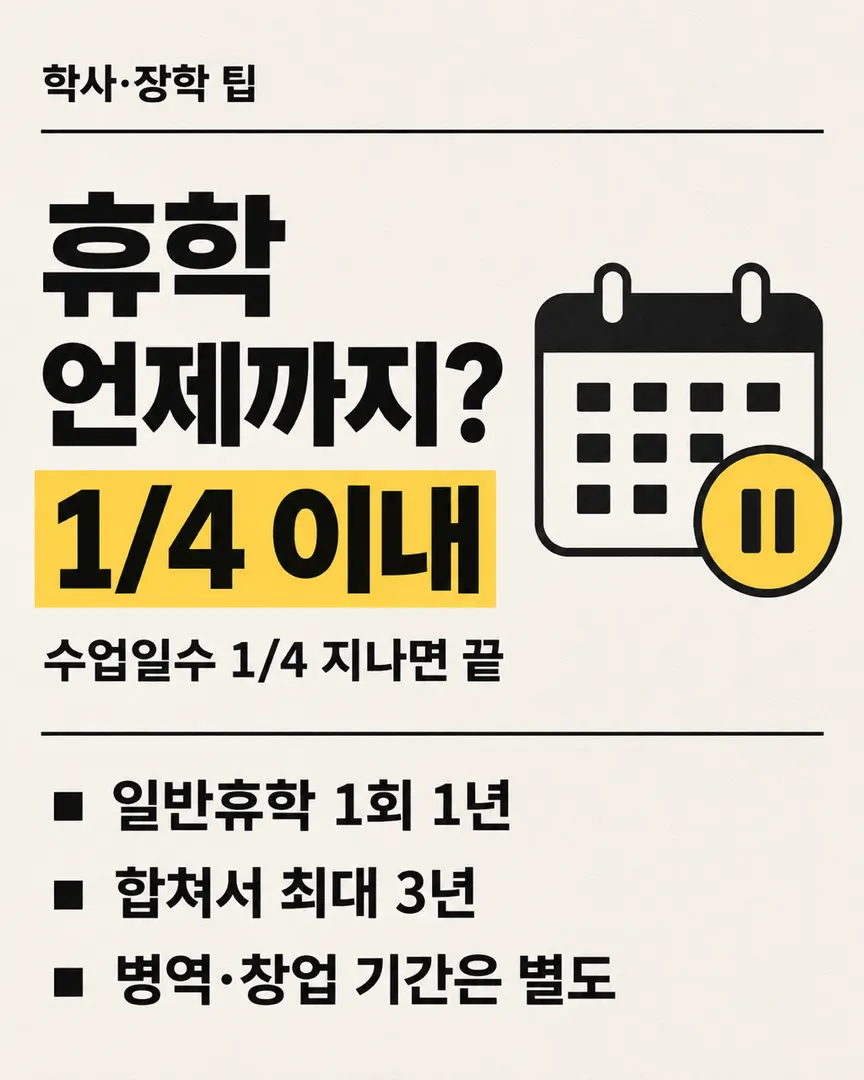 학사·장학 팁
휴학
언제까지?
1/4 이내
수업일수 1/4 지나면 끝
■ 일반휴학 1회 1년
■ 합쳐서 최대 3년
■ 병역·창업 기간은 별도